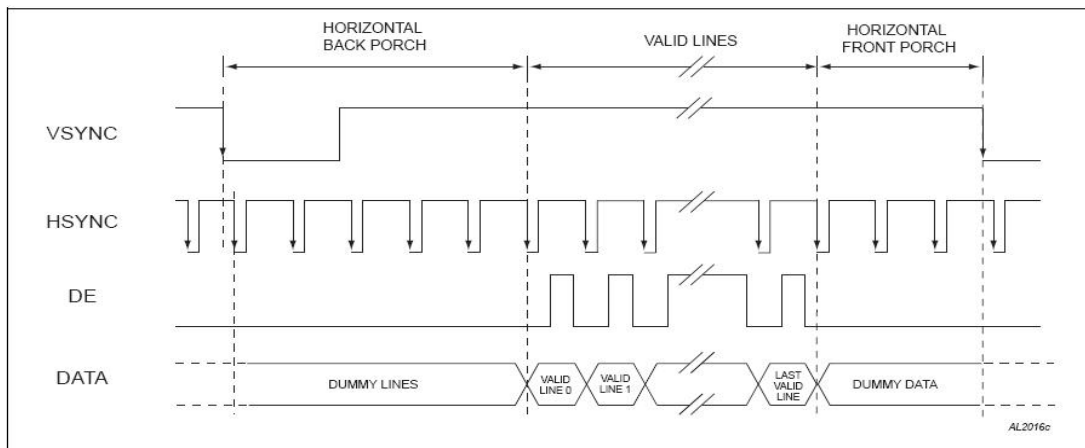 HORIZONTAL
BACK PORCH
VALID LINES
HORIZONTAL
FRONT PORCH
VSYNC
HSYNC
DE
DATA
DUMMY LINES
VALID
LINE 0
VALID
LINE 1
LAST
VALID
LINE
DUMMY DATA
AL2016c